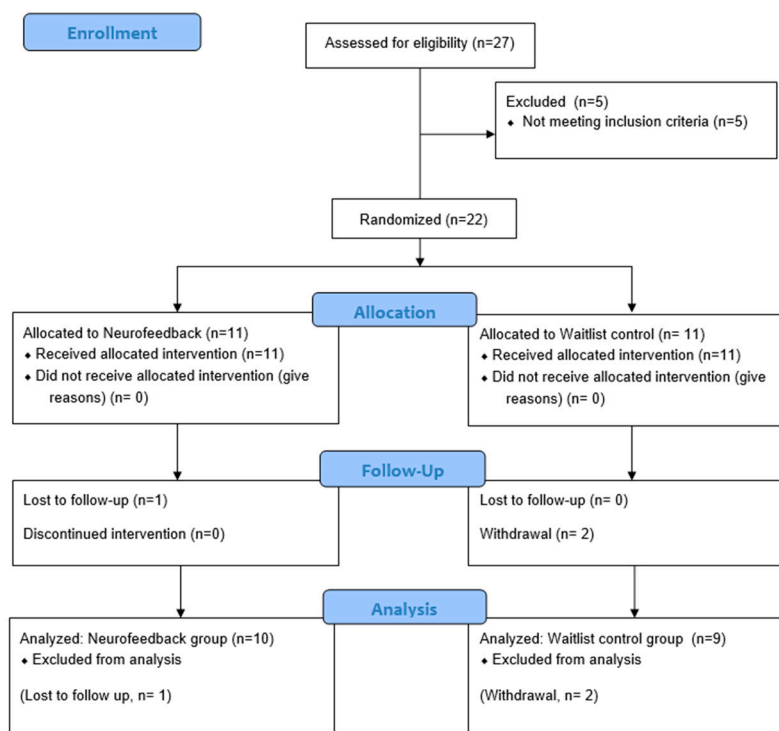 Enrollment
Assessed for eligibility (n=27)
Excluded (n=5)
⬥ Not meeting inclusion criteria (n=5)
Randomized (n=22)
Allocation
Allocated to Neurofeedback (n=11)
⬥ Received allocated intervention (n=11)
⬥ Did not receive allocated intervention (give
reasons) (n= 0)
Allocated to Waitlist control (n= 11)
⬥ Received allocated intervention (n=11)
⬥ Did not receive allocated intervention (give
reasons) (n= 0)
Follow-Up
Lost to follow-up (n=1)
Discontinued intervention (n=0)
Lost to follow-up (n= 0)
Withdrawal (n= 2)
Analysis
Analyzed: Neurofeedback group (n=10)
⬥ Excluded from analysis
(Lost to follow up, n= 1)
Analyzed: Waitlist control group (n=9)
⬥ Excluded from analysis
(Withdrawal, n= 2)